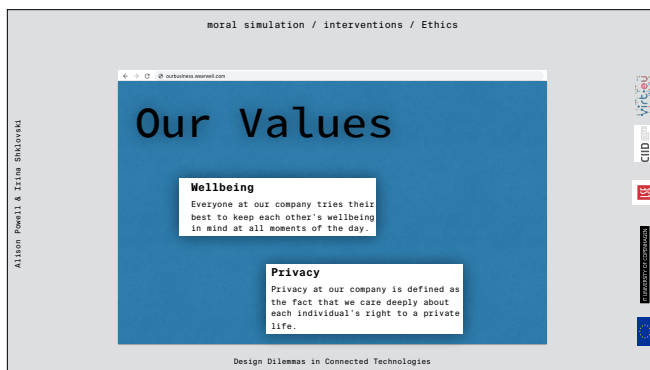 moral simulation / interventions / Ethics
ourbusiness.wearwell.com
Our Values
Wellbeing
Everyone at our company tries their
best to keep each other's wellbeing
in mind at all moments of the day.
Privacy
Privacy at our company is defined as
the fact that we care deeply about
each individual's right to a private
life.
Design Dilemmas in Connected Technologies
Alison Powell & Irina Shklovski
virt-eu
CIID
LSE
IT UNIVERSITY OF COPENHAGEN